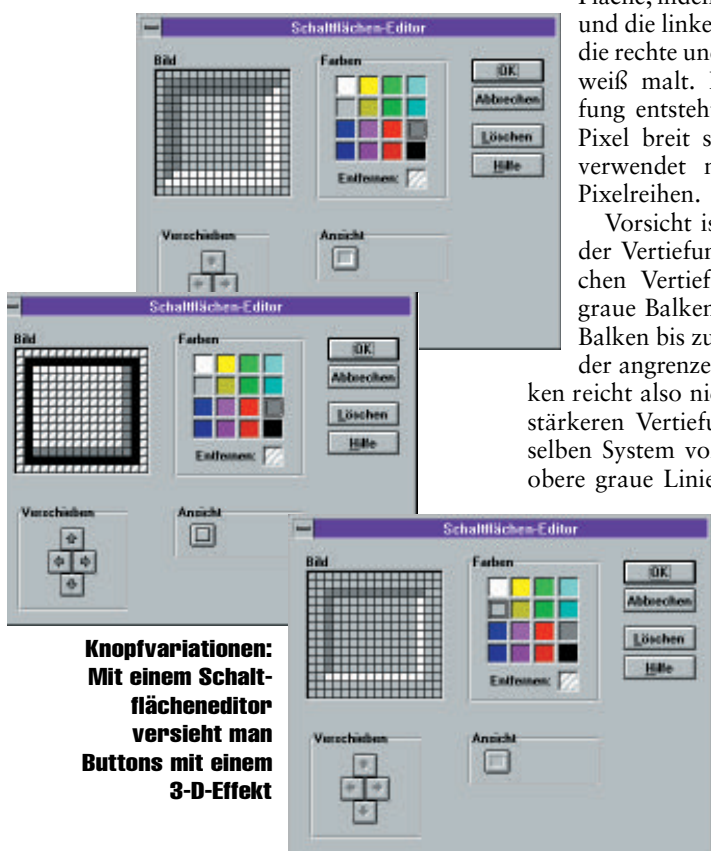 Schaltflächen-Editor
Bild
Farben
OK
Abbrechen
Löschen
Hilfe
Entfernen:
Verschieben
Ansicht
Schaltflächen-Editor
Bild
Farben
OK
Abbrechen
Löschen
Hilfe
Entfernen:
Verschieben
Ansicht
Schaltflächen-Editor
Bild
Farben
OK
Abbrechen
Löschen
Hilfe
Entfernen:
Verschieben
Ansicht
Knopfvariationen:
Mit einem Schalt-
flächeneditor
versieht man
Buttons mit einem
3-D-Effekt
und die linke
die rechte und
weiß malt.
fung entsteh
Pixel breit s
verwendet
Pixelreihen.
Vorsicht is
der Vertiefun
chen Vertief
graue Balken
Balken bis zu
der angrenze
ken reicht also nic
stärkeren Vertiefu
selben System vo
obere graue Linie